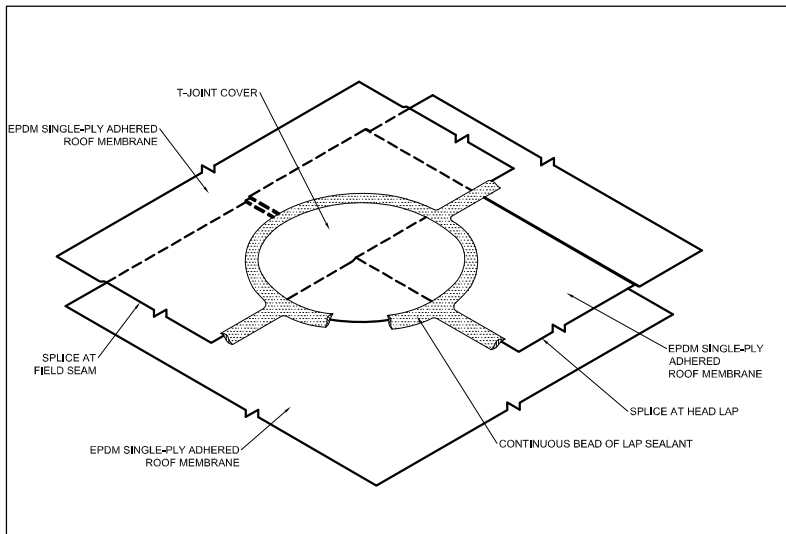 T-JOINT COVER
EPDM SINGLE-PLY ADHERED
ROOF MEMBRANE
SPLICE AT
FIELD SEAM
EPDM SINGLE-PLY
ADHERED
ROOF MEMBRANE
SPLICE AT HEAD LAP
EPDM SINGLE-PLY ADHERED
ROOF MEMBRANE
CONTINUOUS BEAD OF LAP SEALANT